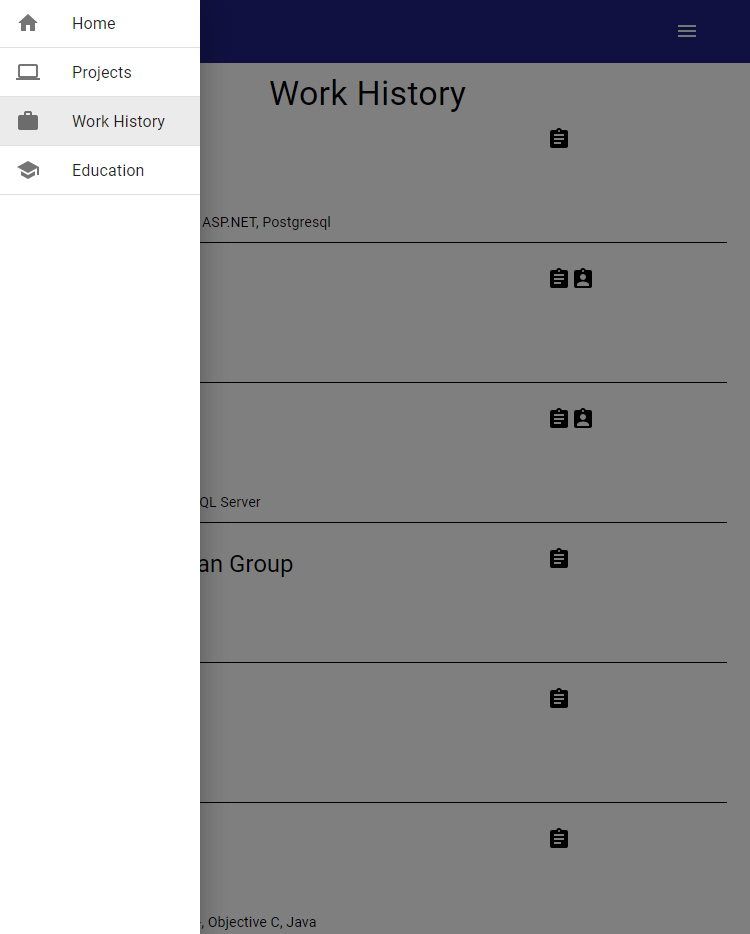 Home
Projects
Work History
Education
Work History
ASP.NET, Postgresql
QL Server
an Group
, Objective C, Java